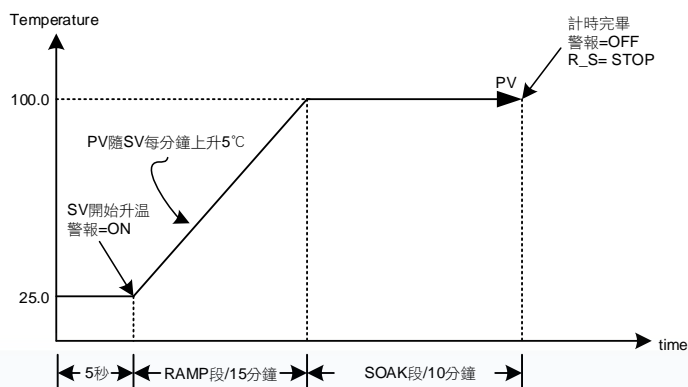 Temperature
計時完畢
警報=OFF
R_S= STOP
PV
100.0
PV隨SV每分鐘上升5℃
SV開始升温
警報=ON
25.0
time
5秒
RAMP段/15分鐘
SOAK段/10分鐘